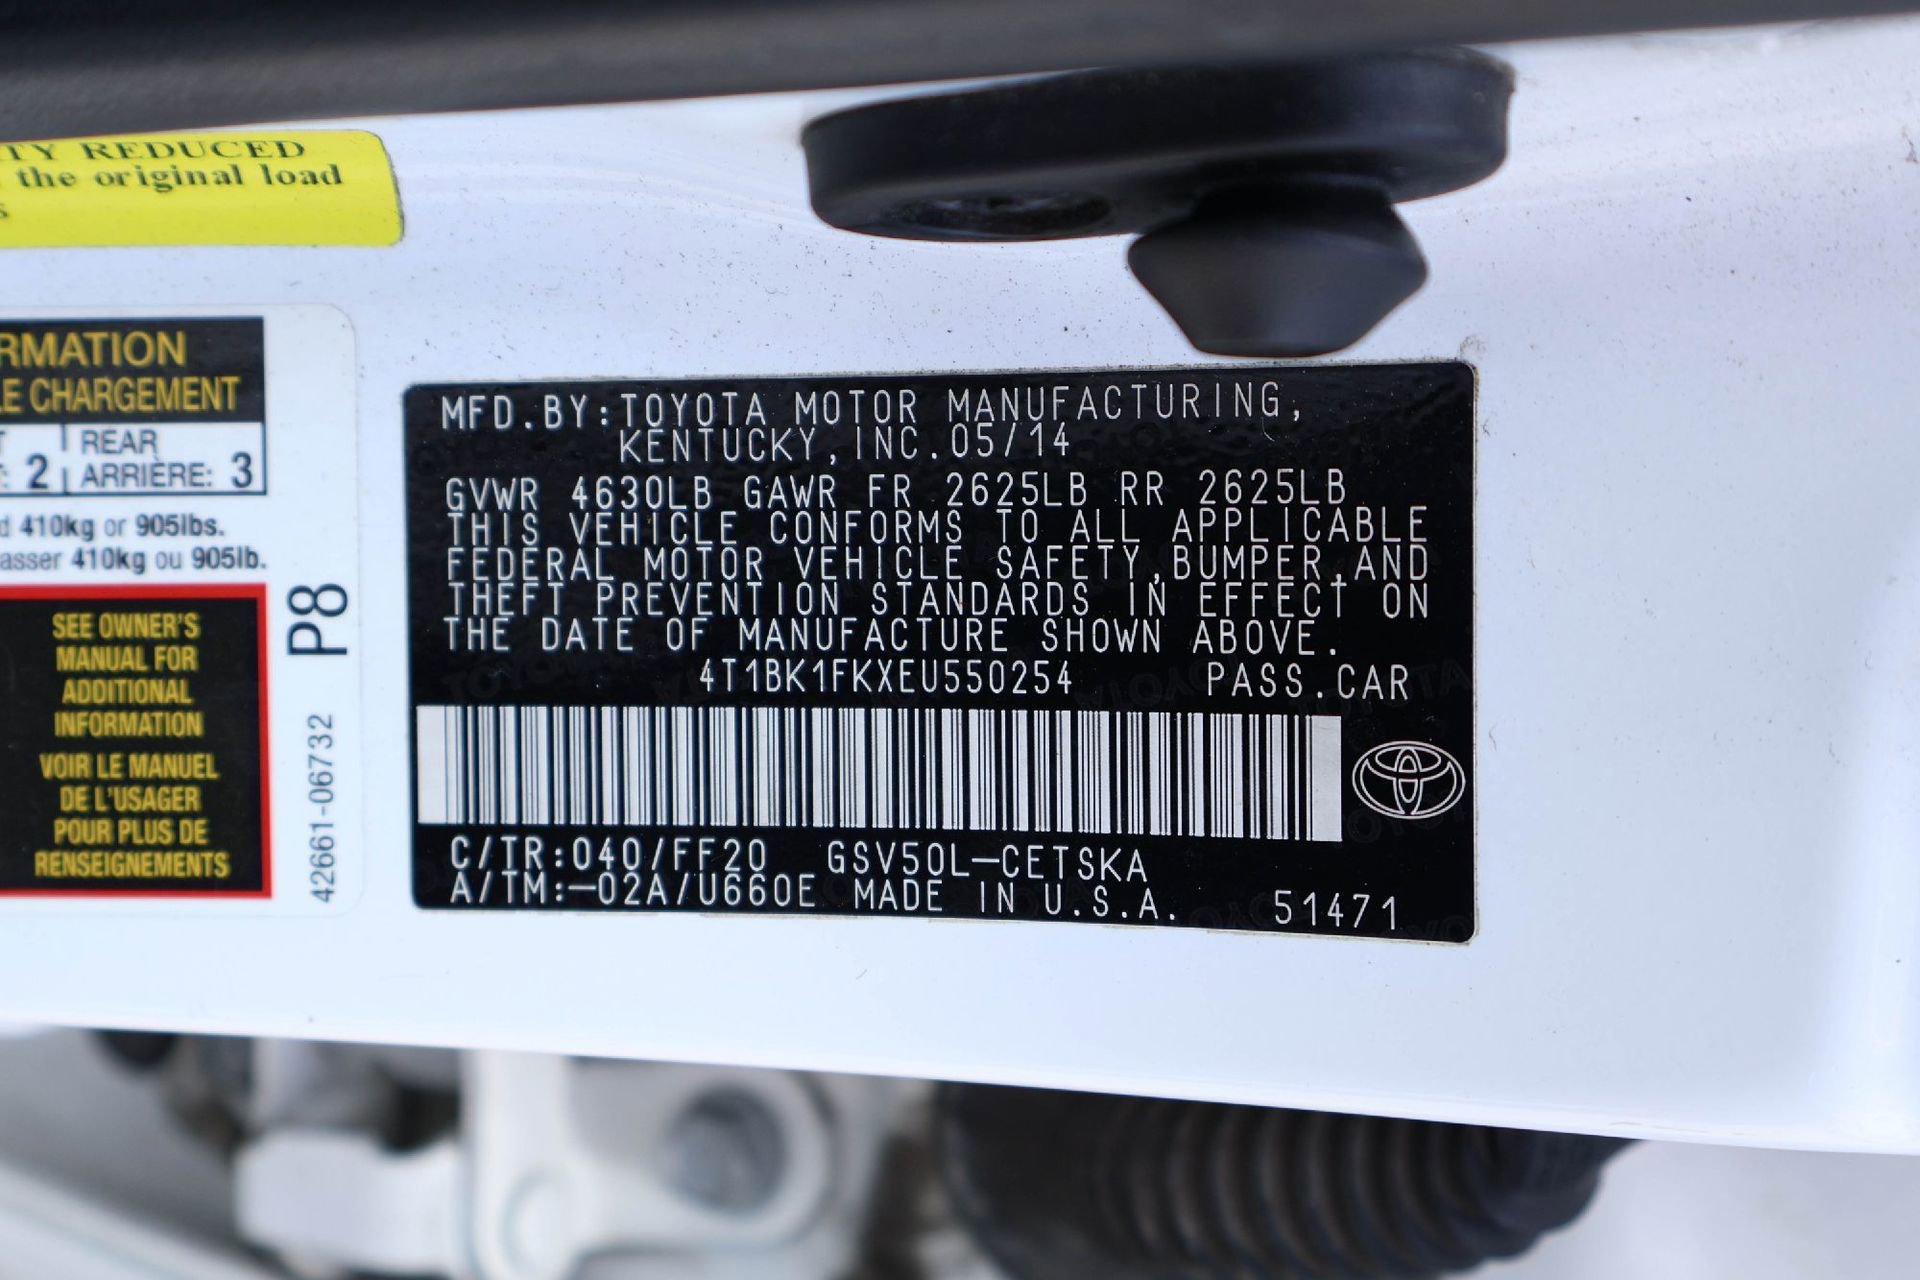 TY REDUCED
the original load
s
RMATION
LE CHARGEMENT
T REAR
: 2 ARRIÈRE: 3
d 410kg or 905lbs.
asser 410kg ou 905lb.
SEE OWNER'S
MANUAL FOR
ADDITIONAL
INFORMATION
VOIR LE MANUEL
DE L'USAGER
POUR PLUS DE
RENSEIGNEMENTS
P8
42661-06732
MFD.BY:TOYOTA MOTOR MANUFACTURING,
KENTUCKY,INC.05/14
GVWR 4630LB GAWR FR 2625LB RR 2625LB
THIS VEHICLE CONFORMS TO ALL APPLICABLE
FEDERAL MOTOR VEHICLE SAFETY,BUMPER,AND
THEFT PREVENTION STANDARDS IN EFFECT ON
THE DATE OF MANUFACTURE SHOWN ABOVE.
4T1BK1FKXEU550254 PASS.CAR
C/TR:040/FF20 GSV50L-CETSKA
A/TM:-02A/U660E MADE IN U.S.A. 51471